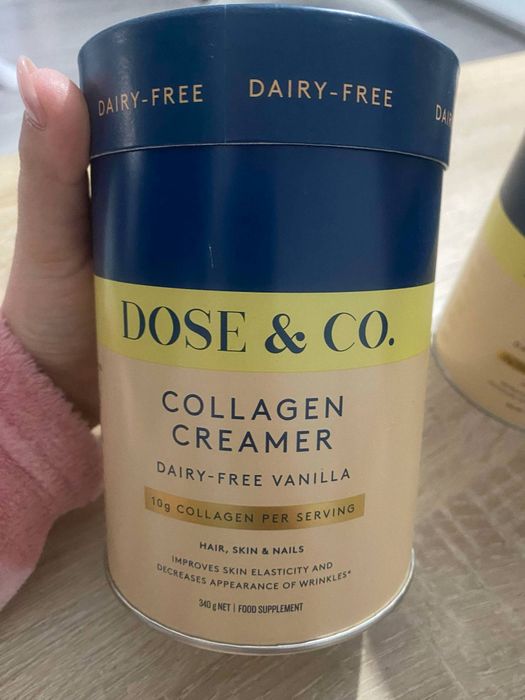 DAIRY-FREE DAIRY-FREE
DOSE & CO.
COLLAGEN
CREAMER
DAIRY-FREE VANILLA
10g COLLAGEN PER SERVING
HAIR, SKIN & NAILS
IMPROVES SKIN ELASTICITY AND
DECREASES APPEARANCE OF WRINKLES*
340 g NET | FOOD SUPPLEMENT